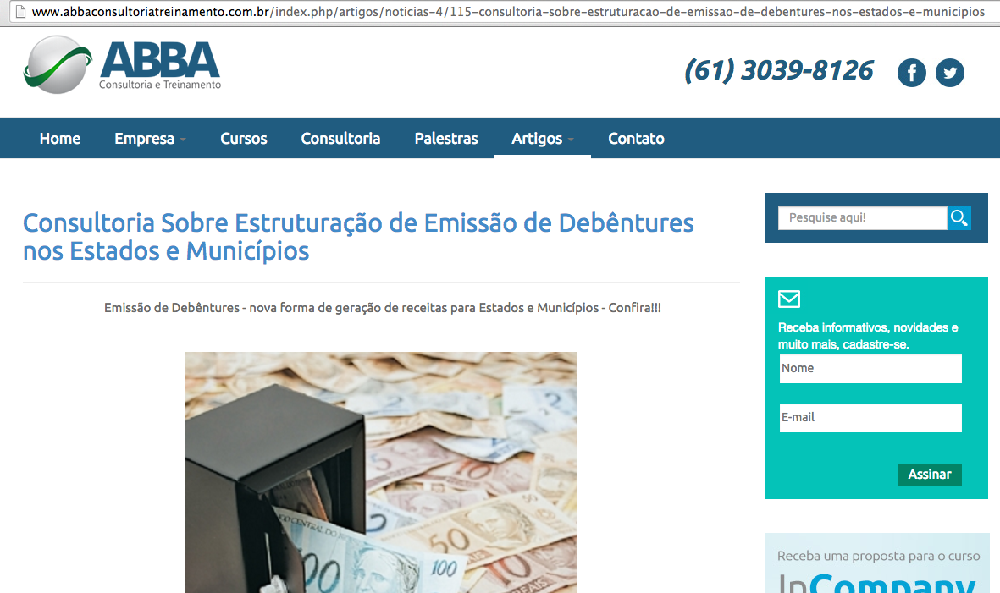 www.abbaconsultoriatreinamento.com.br/index.php/artigos/noticias-4/115-consultoria-sobre-estruturacao-de-emissao-de-debentures-nos-estados-e-municipios
ABBA
Consultoria e Treinamento
(61) 3039-8126
Home Empresa Cursos Consultoria Palestras Artigos Contato
Consultoria Sobre Estruturação de Emissão de Debêntures
nos Estados e Municípios
Emissão de Debêntures - nova forma de geração de receitas para Estados e Municípios - Confira!!!
50
10
100
Pesquise aqui!
Receba informativos, novidades e
muito mais, cadastre-se.
Nome
E-mail
Assinar
Receba uma proposta para o curso
InCompany